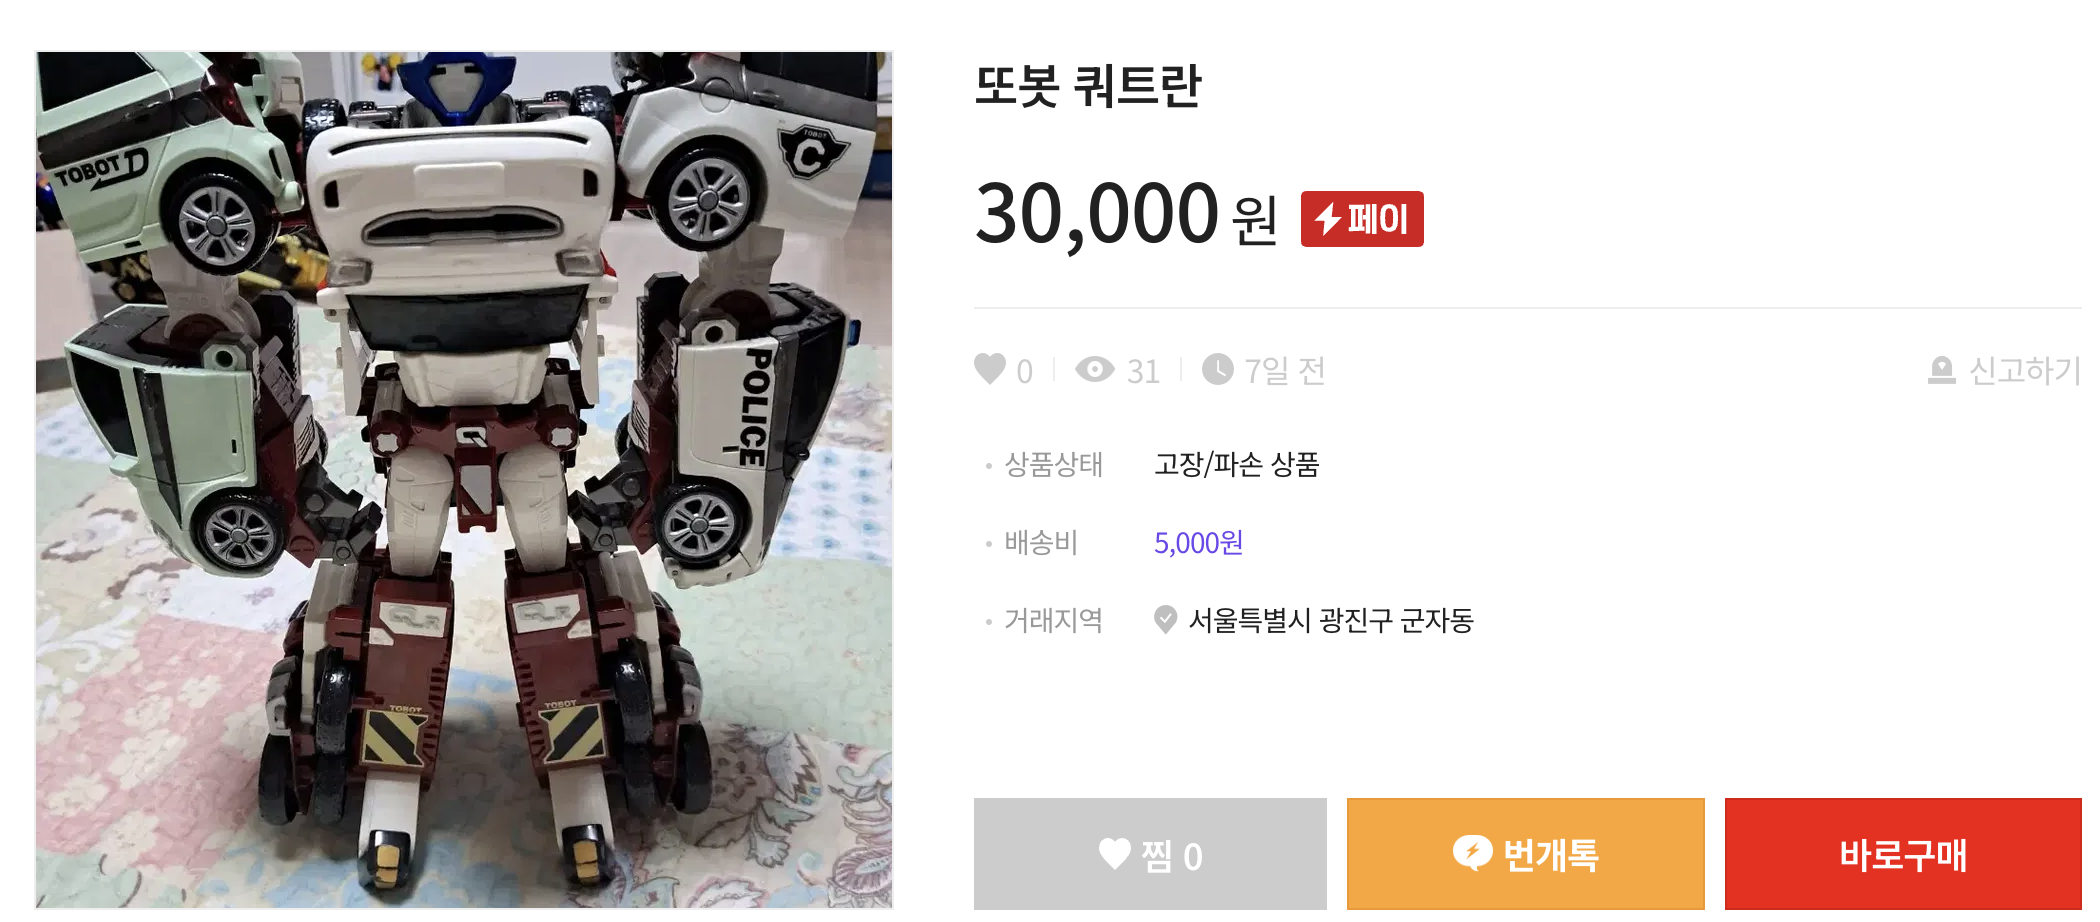 또봇 쿼트란
30,000원 페이
0 31 7일 전 신고하기
상품상태 고장/파손 상품
배송비 5,000원
거래지역 서울특별시 광진구 군자동
찜 0 번개톡 바로구매
TOBOT D
TOBOT
C
POLICE
Q
TOBOT
TOBOT